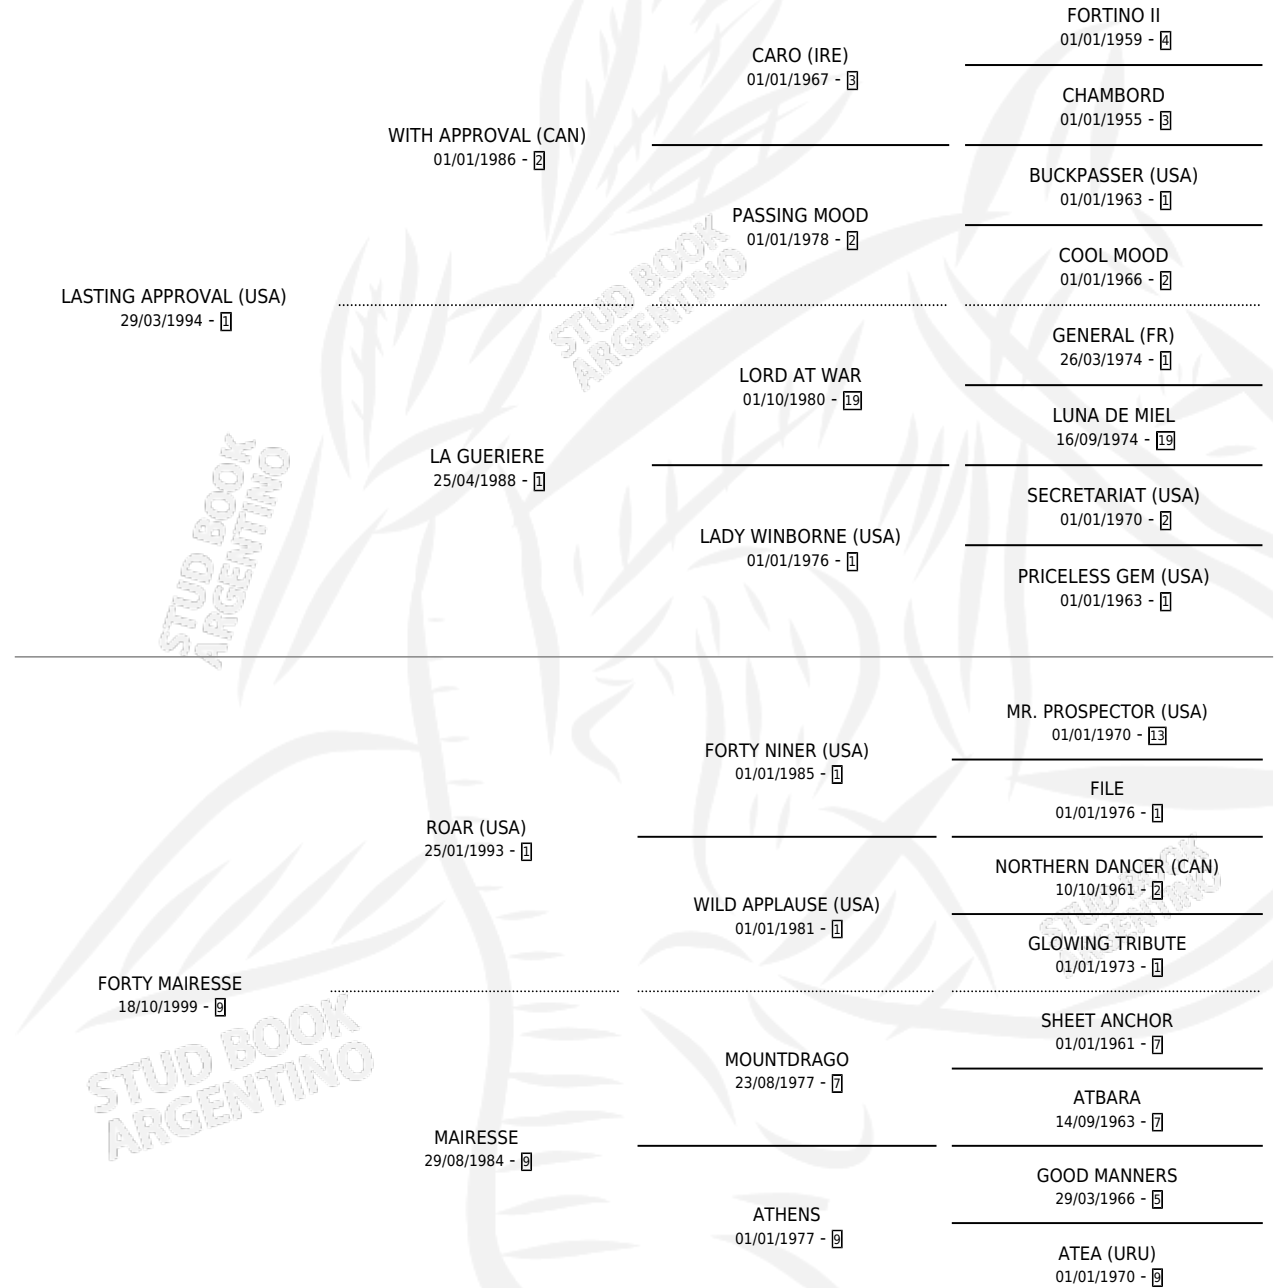 FORTINO II
01/01/1959 - 4
CARO (IRE)
01/01/1967 - 3
CHAMBORD
01/01/1955 - 3
WITH APPROVAL (CAN)
01/01/1986 - 2
BUCKPASSER (USA)
01/01/1963 - 1
PASSING MOOD
01/01/1978 - 2
COOL MOOD
01/01/1966 - 2
LASTING APPROVAL (USA)
29/03/1994 - 1
GENERAL (FR)
26/03/1974 - 1
LORD AT WAR
01/10/1980 - 19
LUNA DE MIEL
16/09/1974 - 19
LA GUERIERE
25/04/1988 - 1
SECRETARIAT (USA)
01/01/1970 - 2
LADY WINBORNE (USA)
01/01/1976 - 1
PRICELESS GEM (USA)
01/01/1963 - 1
STUD BOOK
ARGENTINO
STUD BOOK
ARGENTINO
MR. PROSPECTOR (USA)
01/01/1970 - 13
FORTY NINER (USA)
01/01/1985 - 1
FILE
01/01/1976 - 1
ROAR (USA)
25/01/1993 - 1
NORTHERN DANCER (CAN)
10/10/1961 - 2
WILD APPLAUSE (USA)
01/01/1981 - 1
GLOWING TRIBUTE
01/01/1973 - 1
STUD BOOK
ARGENTINO
FORTY MAIRESSE
18/10/1999 - 9
SHEET ANCHOR
01/01/1961 - 7
MOUNTDRAGO
23/08/1977 - 7
ATBARA
14/09/1963 - 7
MAIRESSE
29/08/1984 - 9
GOOD MANNERS
29/03/1966 - 5
ATHENS
01/01/1977 - 9
ATEA (URU)
01/01/1970 - 9
STUD BOOK
ARGENTINO